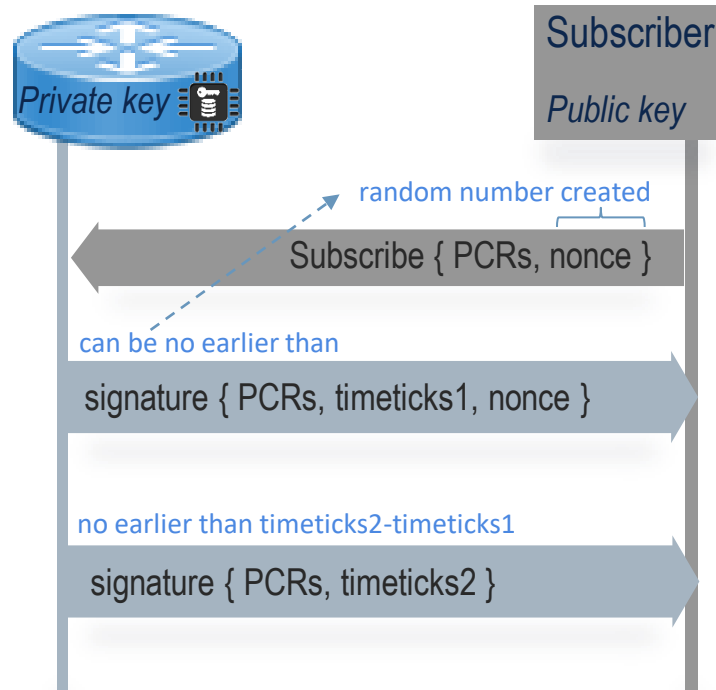 Subscriber
Private key
Public key
random number created
Subscribe { PCRs, nonce }
can be no earlier than
signature { PCRs, timeticks1, nonce }
no earlier than timeticks2-timeticks1
signature { PCRs, timeticks2 }